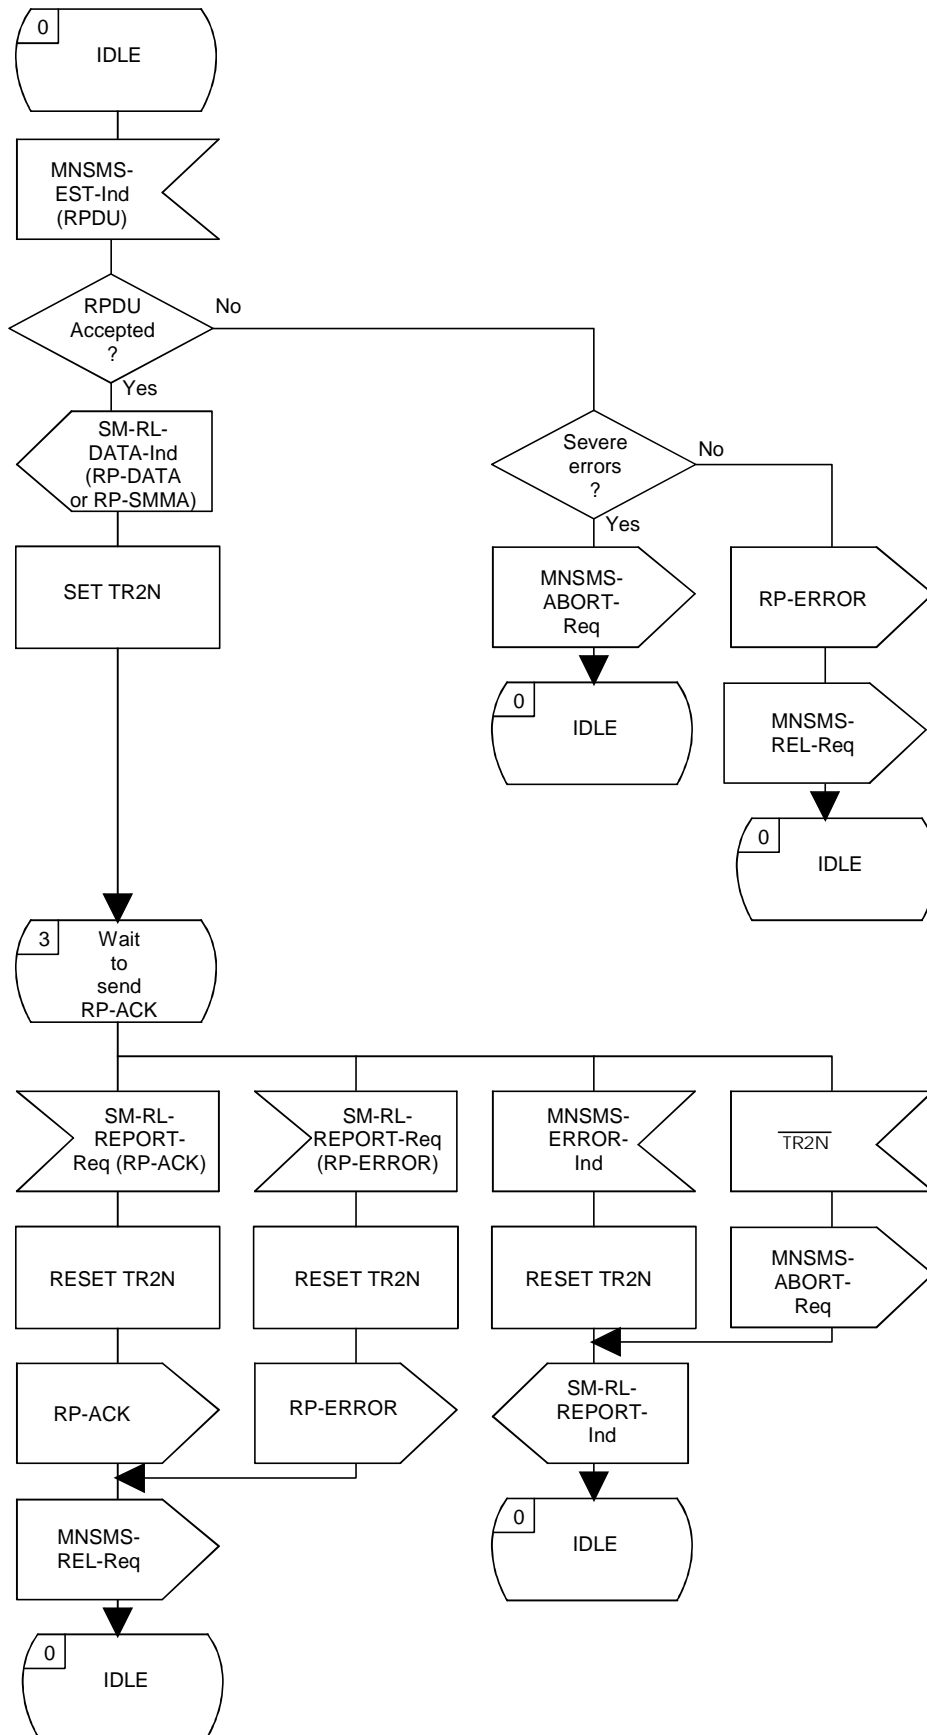 0
IDLE
MNSMS-
EST-Ind
(RPDU)
RPDU
Accepted
?
No
Yes
SM-RL-
DATA-Ind
(RP-DATA
or RP-SMMA)
Severe
errors
?
No
Yes
SET TR2N
MNSMS-
ABORT-
Req
RP-ERROR
0
IDLE
MNSMS-
REL-Req
0
IDLE
3
Wait
to
send
RP-ACK
SM-RL-
REPORT-
Req (RP-ACK)
SM-RL-
REPORT-Req
(RP-ERROR)
MNSMS-
ERROR-
Ind
TR2N
RESET TR2N
RESET TR2N
RESET TR2N
MNSMS-
ABORT-
Req
RP-ACK
RP-ERROR
SM-RL-
REPORT-
Ind
MNSMS-
REL-Req
0
IDLE
0
IDLE